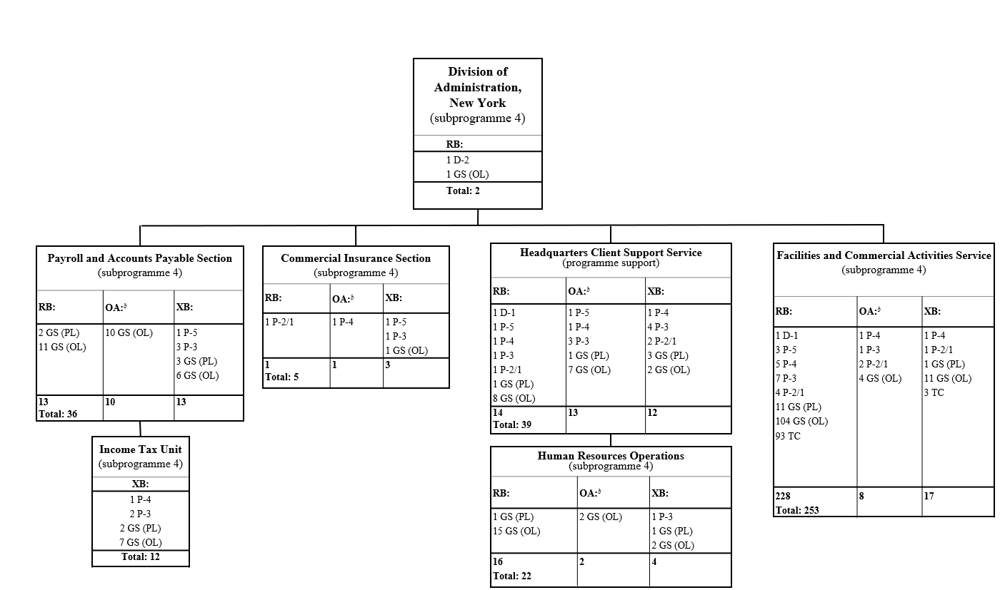 Division of
Administration,
New York
(subprogramme 4)
RB:
1 D-2
1 GS (OL)
Total: 2
Payroll and Accounts Payable Section
(subprogramme 4)
RB:
OA:b
XB:
2 GS (PL)
11 GS (OL)
10 GS (OL)
1 P-5
3 P-3
3 GS (PL)
6 GS (OL)
13
Total: 36
10
13
Income Tax Unit
(subprogramme 4)
XB:
1 P-4
2 P-3
2 GS (PL)
7 GS (OL)
Total: 12
Commercial Insurance Section
(subprogramme 4)
RB:
OA:b
XB:
1 P-2/1
1 P-4
1 P-5
1 P-3
1 GS (OL)
1
Total: 5
1
3
Headquarters Client Support Service
(programme support)
RB:
OA:b
XB:
1 D-1
1 P-5
1 P-4
1 P-3
1 P-2/1
1 GS (PL)
8 GS (OL)
1 P-5
1 P-4
3 P-3
1 GS (PL)
7 GS (OL)
1 P-4
4 P-3
2 P-2/1
3 GS (PL)
2 GS (OL)
14
Total: 39
13
12
Human Resources Operations
(subprogramme 4)
RB:
OA:b
XB:
1 GS (PL)
15 GS (OL)
2 GS (OL)
1 P-3
1 GS (PL)
2 GS (OL)
16
Total: 22
2
4
Facilities and Commercial Activities Service
(subprogramme 4)
RB:
OA:b
XB:
1 D-1
3 P-5
5 P-4
7 P-3
4 P-2/1
11 GS (PL)
104 GS (OL)
93 TC
1 P-4
1 P-3
2 P-2/1
4 GS (OL)
1 P-4
1 P-2/1
1 GS (PL)
11 GS (OL)
3 TC
228
Total: 253
8
17